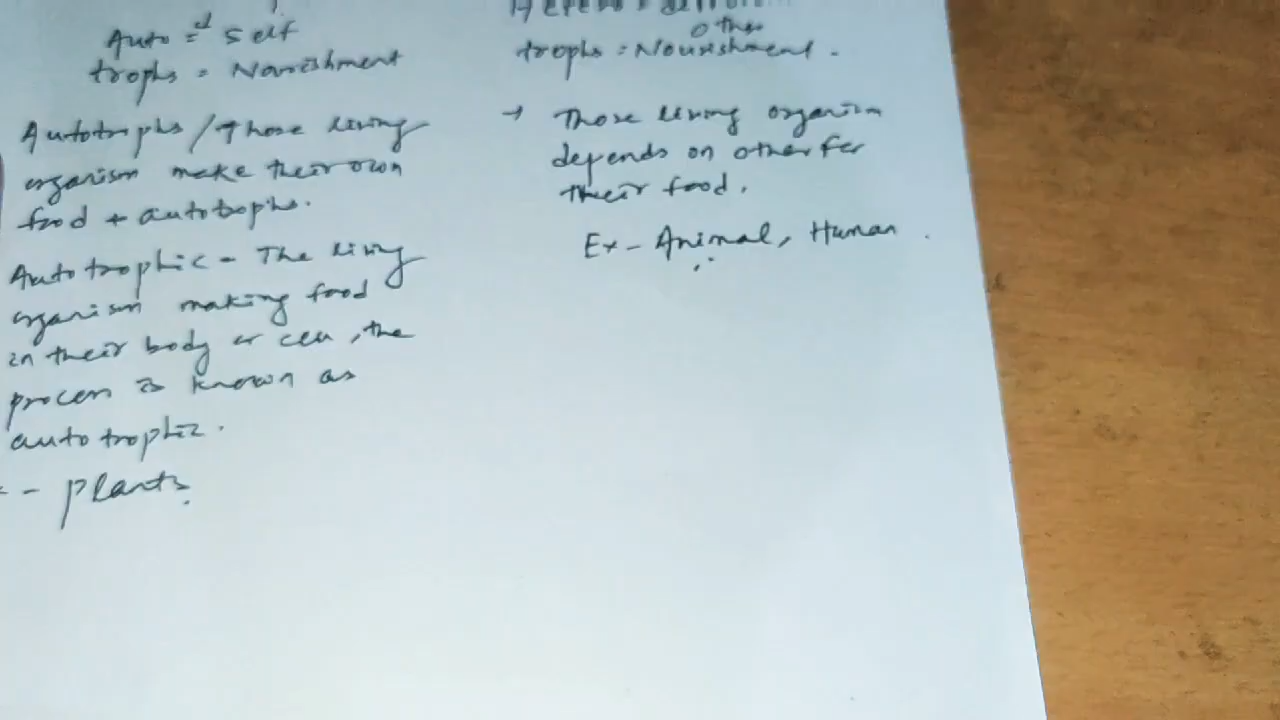 Auto = Self
trophs = Nourishment
Autotrophs / Those living
organism make their own
food → autotrophs.
Autotrophic - The living
organism making food
in their body or cell, the
process is known as
autotrophic.
- plants
other
trophs = Nourishment.
→ Those living organism
depends on other for
their food.
Ex - Animal, Human.